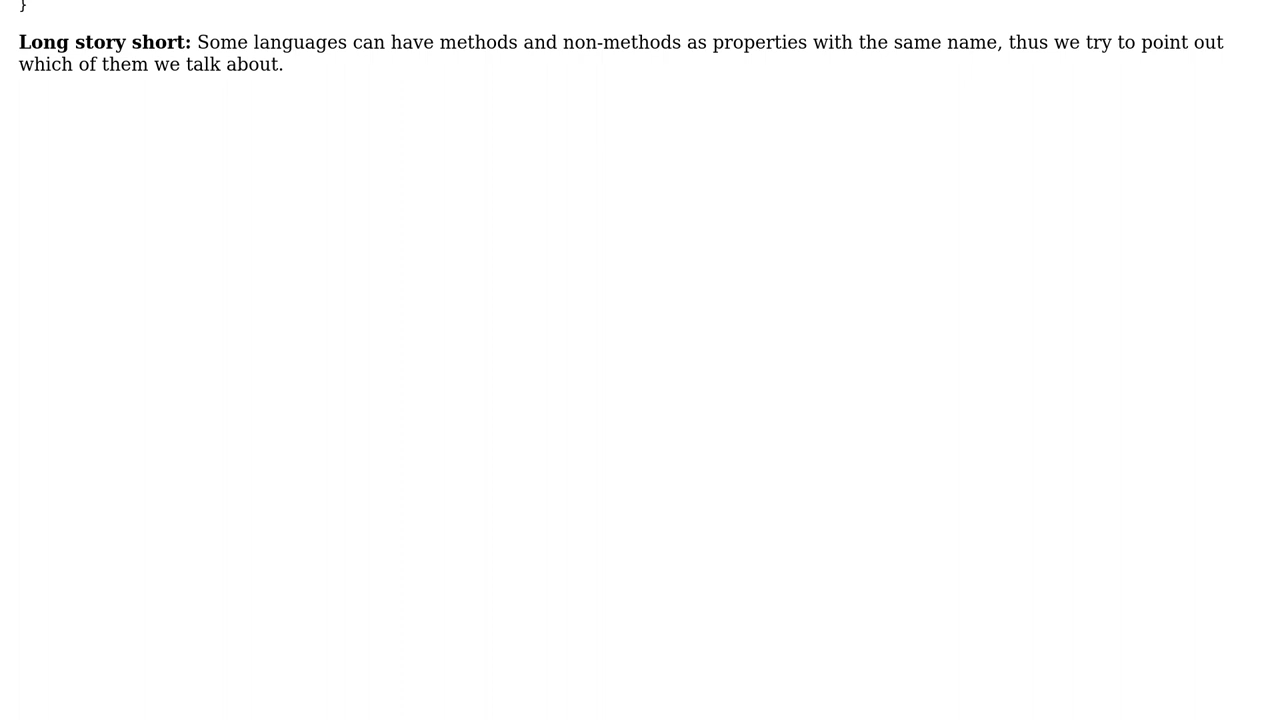 }
Long story short: Some languages can have methods and non-methods as properties with the same name, thus we try to point out
which of them we talk about.